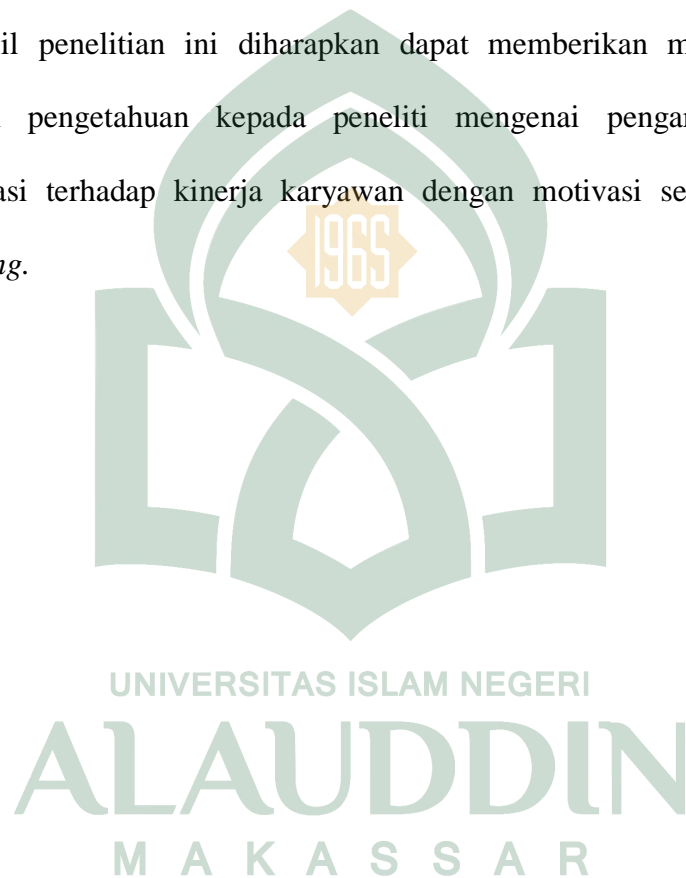 il penelitian ini diharapkan dapat memberikan m
pengetahuan kepada peneliti mengenai pengar
asi terhadap kinerja karyawan dengan motivasi se
ng.
1965
UNIVERSITAS ISLAM NEGERI
ALAUDDIN
MAKASSAR